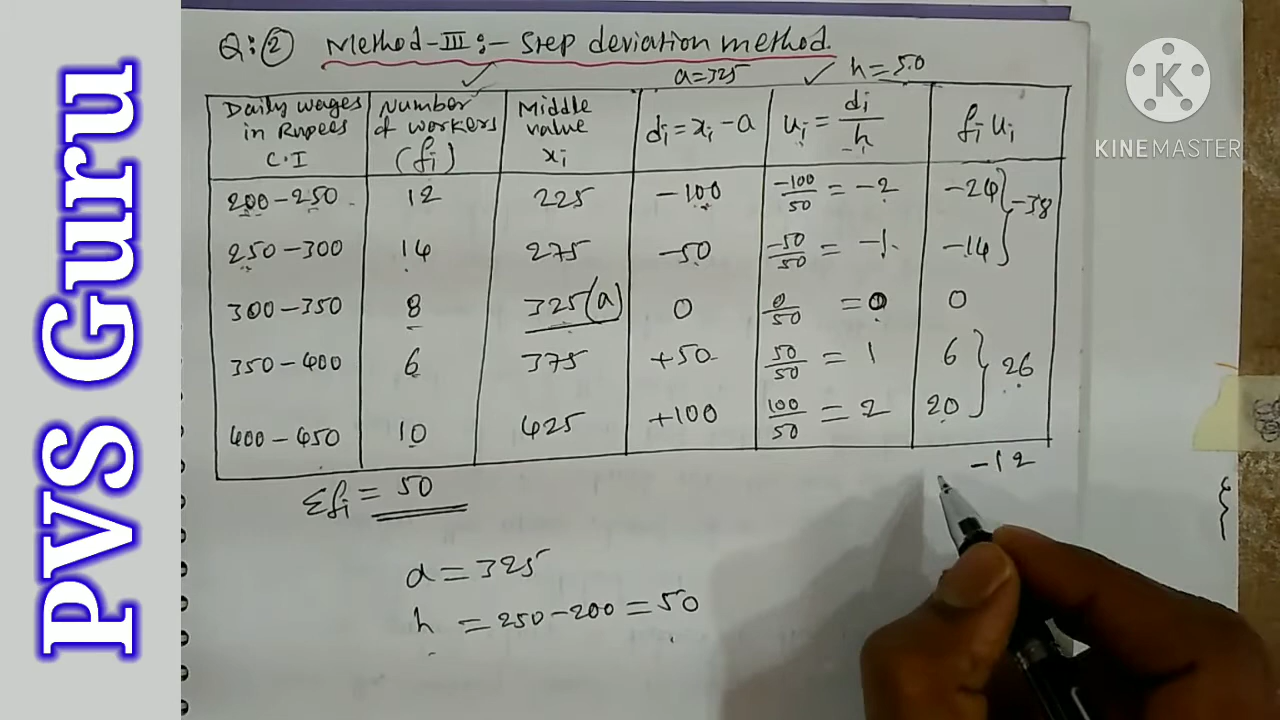 PVS Guru
K
KINEMASTER
Q:② Method-III:- Step deviation method.
a=325 h=50
Daily wages in Rupees C.I | Number of workers (fi) | Middle value xi | di = xi - a | ui = di/h | fi ui
200-250 | 12 | 225 | -100 | -100/50 = -2 | -24
-38
250-300 | 14 | 275 | -50 | -50/50 = -1 | -14
300-350 | 8 | 325(a) | 0 | 0/50 = 0 | 0
350-400 | 6 | 375 | +50 | 50/50 = 1 | 6
26
400-450 | 10 | 425 | +100 | 100/50 = 2 | 20
-12
Σfi = 50
a = 325
h = 250-200 = 50